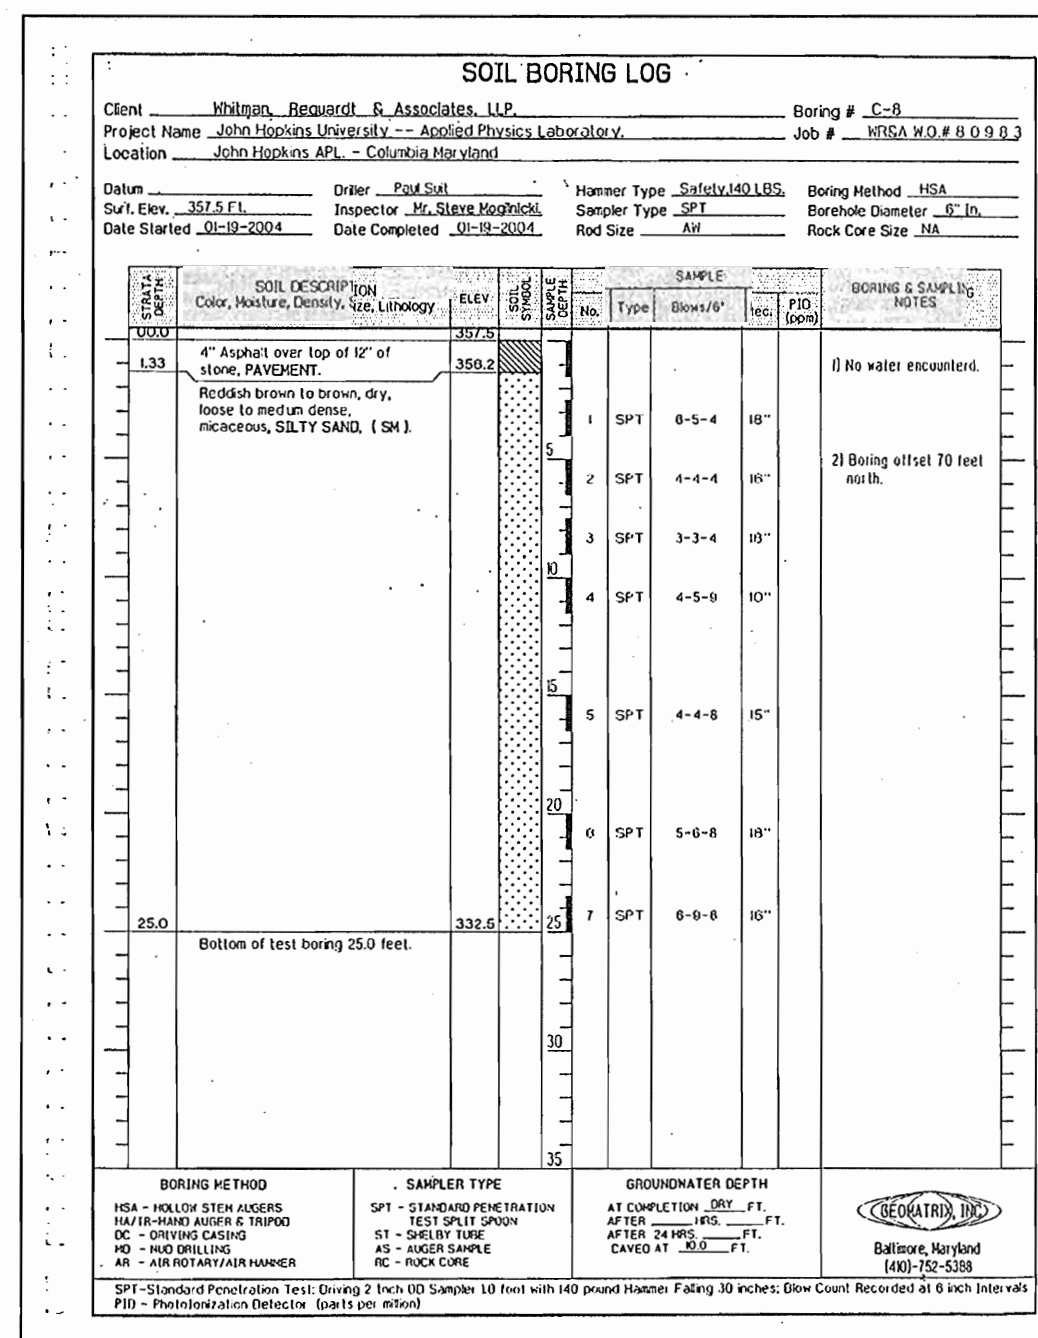 SOIL BORING LOG
Client Whitman, Requardt & Associates, LLP. Boring # C-8
Project Name John Hopkins University -- Applied Physics Laboratory. Job # WR&A W.O.# 80983
Location John Hopkins APL. - Columbia Maryland
Datum Driller Paul Suit Hammer Type Safety,140 LBS. Boring Method HSA
Surf. Elev. 357.5 Ft. Inspector Mr. Steve Moginicki Sampler Type SPT Borehole Diameter 6" In.
Date Started 01-19-2004 Date Completed 01-19-2004 Rod Size AW Rock Core Size NA
STRATA DEPTH
SOIL DESCRIPTION
Color, Moisture, Density, Size, Lithology
ELEV
SOIL SYMBOL
SAMPLE DEPTH
SAMPLE
No. Type Blows/6" rec. PID (ppm)
BORING & SAMPLING
NOTES
00.0 357.5
1.33 4" Asphalt over top of 12" of 356.2
stone, PAVEMENT.
1) No water encounterd.
Reddish brown to brown, dry,
loose to medum dense,
micaceous, SILTY SAND, ( SM ).
1 SPT 6-5-4 18"
5
2) Boring offset 70 feet
north.
2 SPT 4-4-4 16"
3 SPT 3-3-4 18"
10
4 SPT 4-5-9 10"
15
5 SPT 4-4-8 15"
20
6 SPT 5-6-8 18"
25.0 332.5 25 7 SPT 6-9-6 16"
Bottom of test boring 25.0 feet.
30
35
BORING METHOD
HSA - HOLLOW STEM AUGERS
HA/TR-HAND AUGER & TRIPOD
DC - DRIVING CASING
MD - MUD DRILLING
AR - AIR ROTARY/AIR HAMMER
SAMPLER TYPE
SPT - STANDARD PENETRATION
TEST SPLIT SPOON
ST - SHELBY TUBE
AS - AUGER SAMPLE
RC - ROCK CORE
GROUNDWATER DEPTH
AT COMPLETION DRY FT.
AFTER HRS. FT.
AFTER 24 HRS. FT.
CAVED AT 10.0 FT.
GEOMATRIX, INC.
Baltimore, Maryland
(410)-752-5388
SPT-Standard Penetration Test: Driving 2 Inch OD Sampler 1.0 foot with 140 pound Hammer Falling 30 inches; Blow Count Recorded at 6 inch Intervals
PID - Photoionization Detector (parts per million)